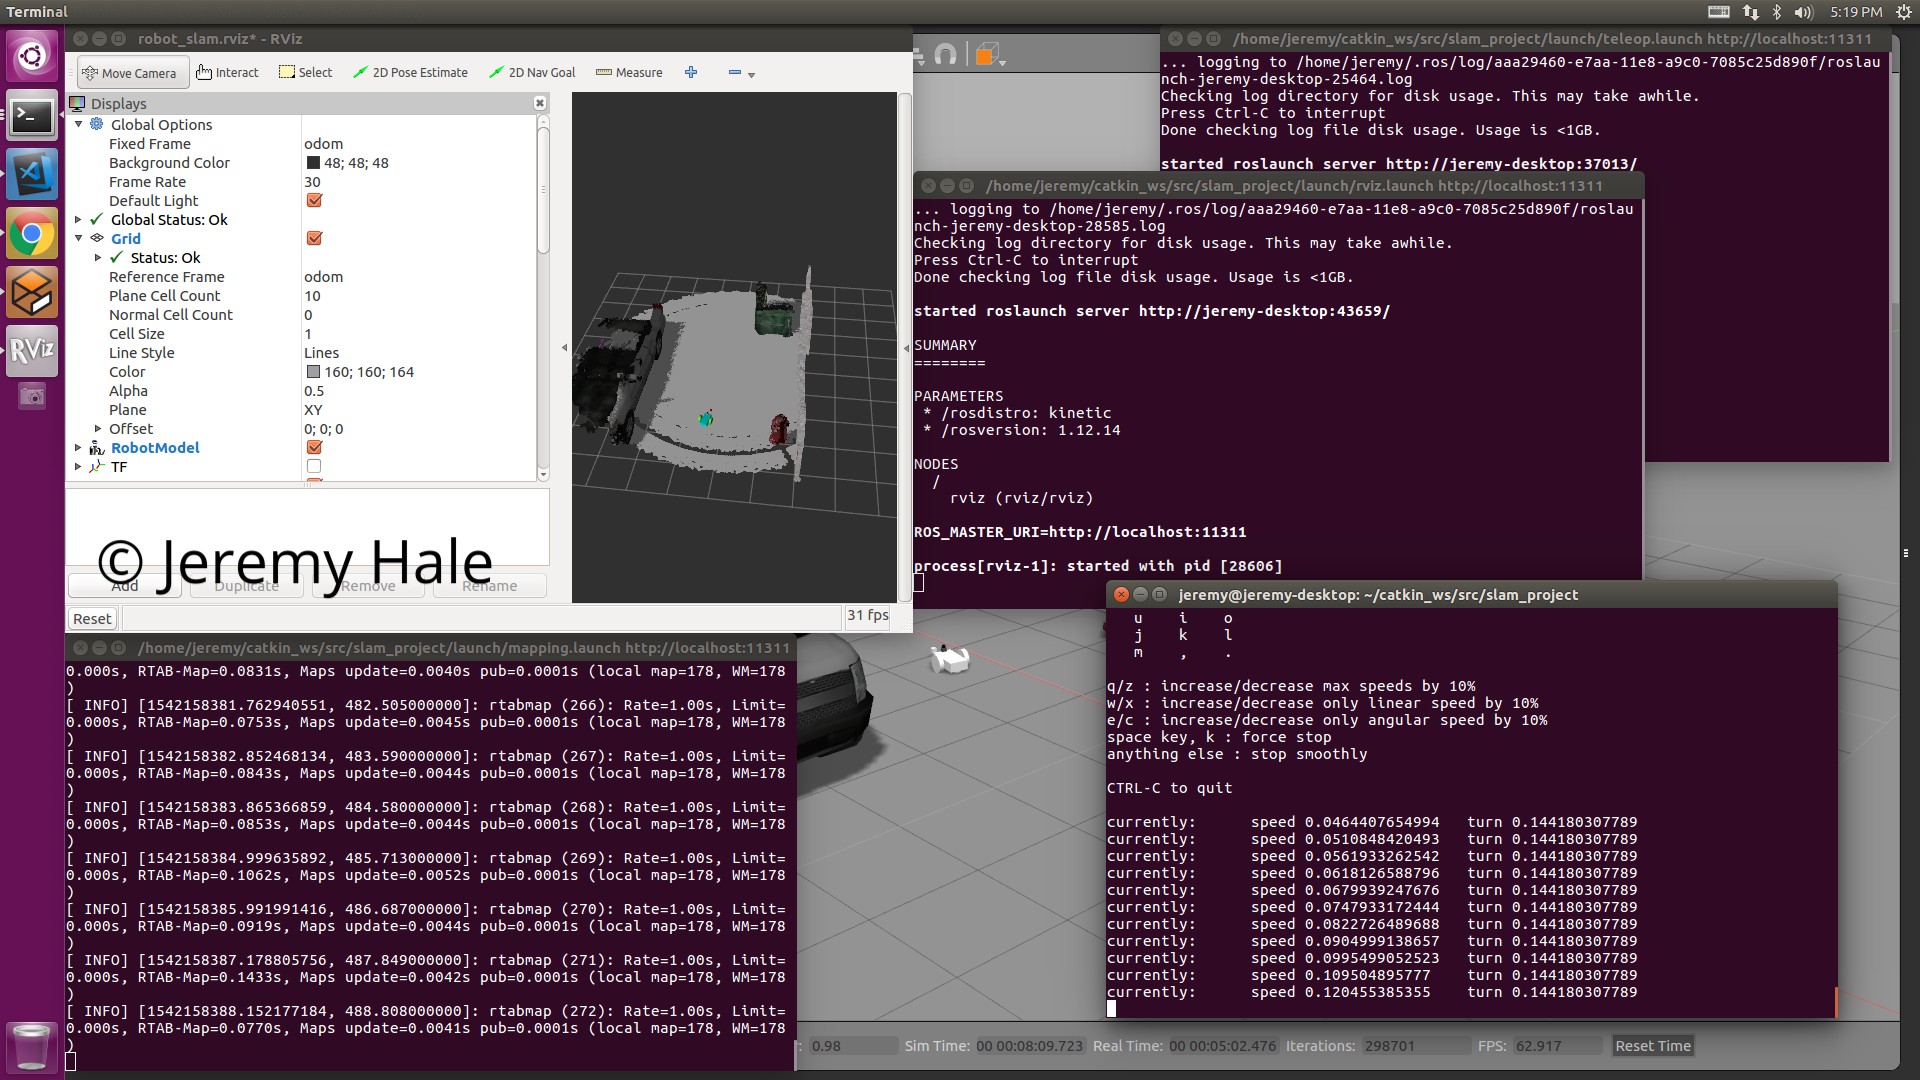 Terminal
5:19 PM
robot_slam.rviz* - RViz
Move Camera
Interact
Select
2D Pose Estimate
2D Nav Goal
Measure
Displays
Global Options
Fixed Frame odom
Background Color 48; 48; 48
Frame Rate 30
Default Light
Global Status: Ok
Grid
Status: Ok
Reference Frame odom
Plane Cell Count 10
Normal Cell Count 0
Cell Size 1
Line Style Lines
Color 160; 160; 164
Alpha 0.5
Plane XY
Offset 0; 0; 0
RobotModel
TF
© Jeremy Hale
Add Duplicate Remove Rename
Reset
31 fps
RViz
/home/jeremy/catkin_ws/src/slam_project/launch/teleop.launch http://localhost:11311
... logging to /home/jeremy/.ros/log/aaa29460-e7aa-11e8-a9c0-7085c25d890f/roslau
nch-jeremy-desktop-25464.log
Checking log directory for disk usage. This may take awhile.
Press Ctrl-C to interrupt
Done checking log file disk usage. Usage is <1GB.
started roslaunch server http://jeremy-desktop:37013/
/home/jeremy/catkin_ws/src/slam_project/launch/rviz.launch http://localhost:11311
... logging to /home/jeremy/.ros/log/aaa29460-e7aa-11e8-a9c0-7085c25d890f/roslau
nch-jeremy-desktop-28585.log
Checking log directory for disk usage. This may take awhile.
Press Ctrl-C to interrupt
Done checking log file disk usage. Usage is <1GB.
started roslaunch server http://jeremy-desktop:43659/
SUMMARY
========
PARAMETERS
* /rosdistro: kinetic
* /rosversion: 1.12.14
NODES
/
rviz (rviz/rviz)
ROS_MASTER_URI=http://localhost:11311
process[rviz-1]: started with pid [28606]
/home/jeremy/catkin_ws/src/slam_project/launch/mapping.launch http://localhost:11311
0.000s, RTAB-Map=0.0831s, Maps update=0.0040s pub=0.0001s (local map=178, WM=178
)
[ INFO] [1542158381.762940551, 482.505000000]: rtabmap (266): Rate=1.00s, Limit=
0.000s, RTAB-Map=0.0753s, Maps update=0.0045s pub=0.0001s (local map=178, WM=178
)
[ INFO] [1542158382.852468134, 483.590000000]: rtabmap (267): Rate=1.00s, Limit=
0.000s, RTAB-Map=0.0843s, Maps update=0.0044s pub=0.0001s (local map=178, WM=178
)
[ INFO] [1542158383.865366859, 484.580000000]: rtabmap (268): Rate=1.00s, Limit=
0.000s, RTAB-Map=0.0853s, Maps update=0.0044s pub=0.0001s (local map=178, WM=178
)
[ INFO] [1542158384.999635892, 485.713000000]: rtabmap (269): Rate=1.00s, Limit=
0.000s, RTAB-Map=0.1062s, Maps update=0.0052s pub=0.0001s (local map=178, WM=178
)
[ INFO] [1542158385.991991416, 486.687000000]: rtabmap (270): Rate=1.00s, Limit=
0.000s, RTAB-Map=0.0919s, Maps update=0.0044s pub=0.0001s (local map=178, WM=178
)
[ INFO] [1542158387.178805756, 487.849000000]: rtabmap (271): Rate=1.00s, Limit=
0.000s, RTAB-Map=0.1433s, Maps update=0.0042s pub=0.0001s (local map=178, WM=178
)
[ INFO] [1542158388.152177184, 488.808000000]: rtabmap (272): Rate=1.00s, Limit=
0.000s, RTAB-Map=0.0770s, Maps update=0.0041s pub=0.0001s (local map=178, WM=178
)
jeremy@jeremy-desktop: ~/catkin_ws/src/slam_project
u i o
j k l
m , .
q/z : increase/decrease max speeds by 10%
w/x : increase/decrease only linear speed by 10%
e/c : increase/decrease only angular speed by 10%
space key, k : force stop
anything else : stop smoothly
CTRL-C to quit
currently: speed 0.0464407654994 turn 0.144180307789
currently: speed 0.0510848420493 turn 0.144180307789
currently: speed 0.0561933262542 turn 0.144180307789
currently: speed 0.0618126588796 turn 0.144180307789
currently: speed 0.0679939247676 turn 0.144180307789
currently: speed 0.0747933172444 turn 0.144180307789
currently: speed 0.0822726489688 turn 0.144180307789
currently: speed 0.0904999138657 turn 0.144180307789
currently: speed 0.0995499052523 turn 0.144180307789
currently: speed 0.109504895777 turn 0.144180307789
currently: speed 0.120455385355 turn 0.144180307789
: 0.98 Sim Time: 00 00:08:09.723 Real Time: 00 00:05:02.476 Iterations: 298701 FPS: 62.917 Reset Time